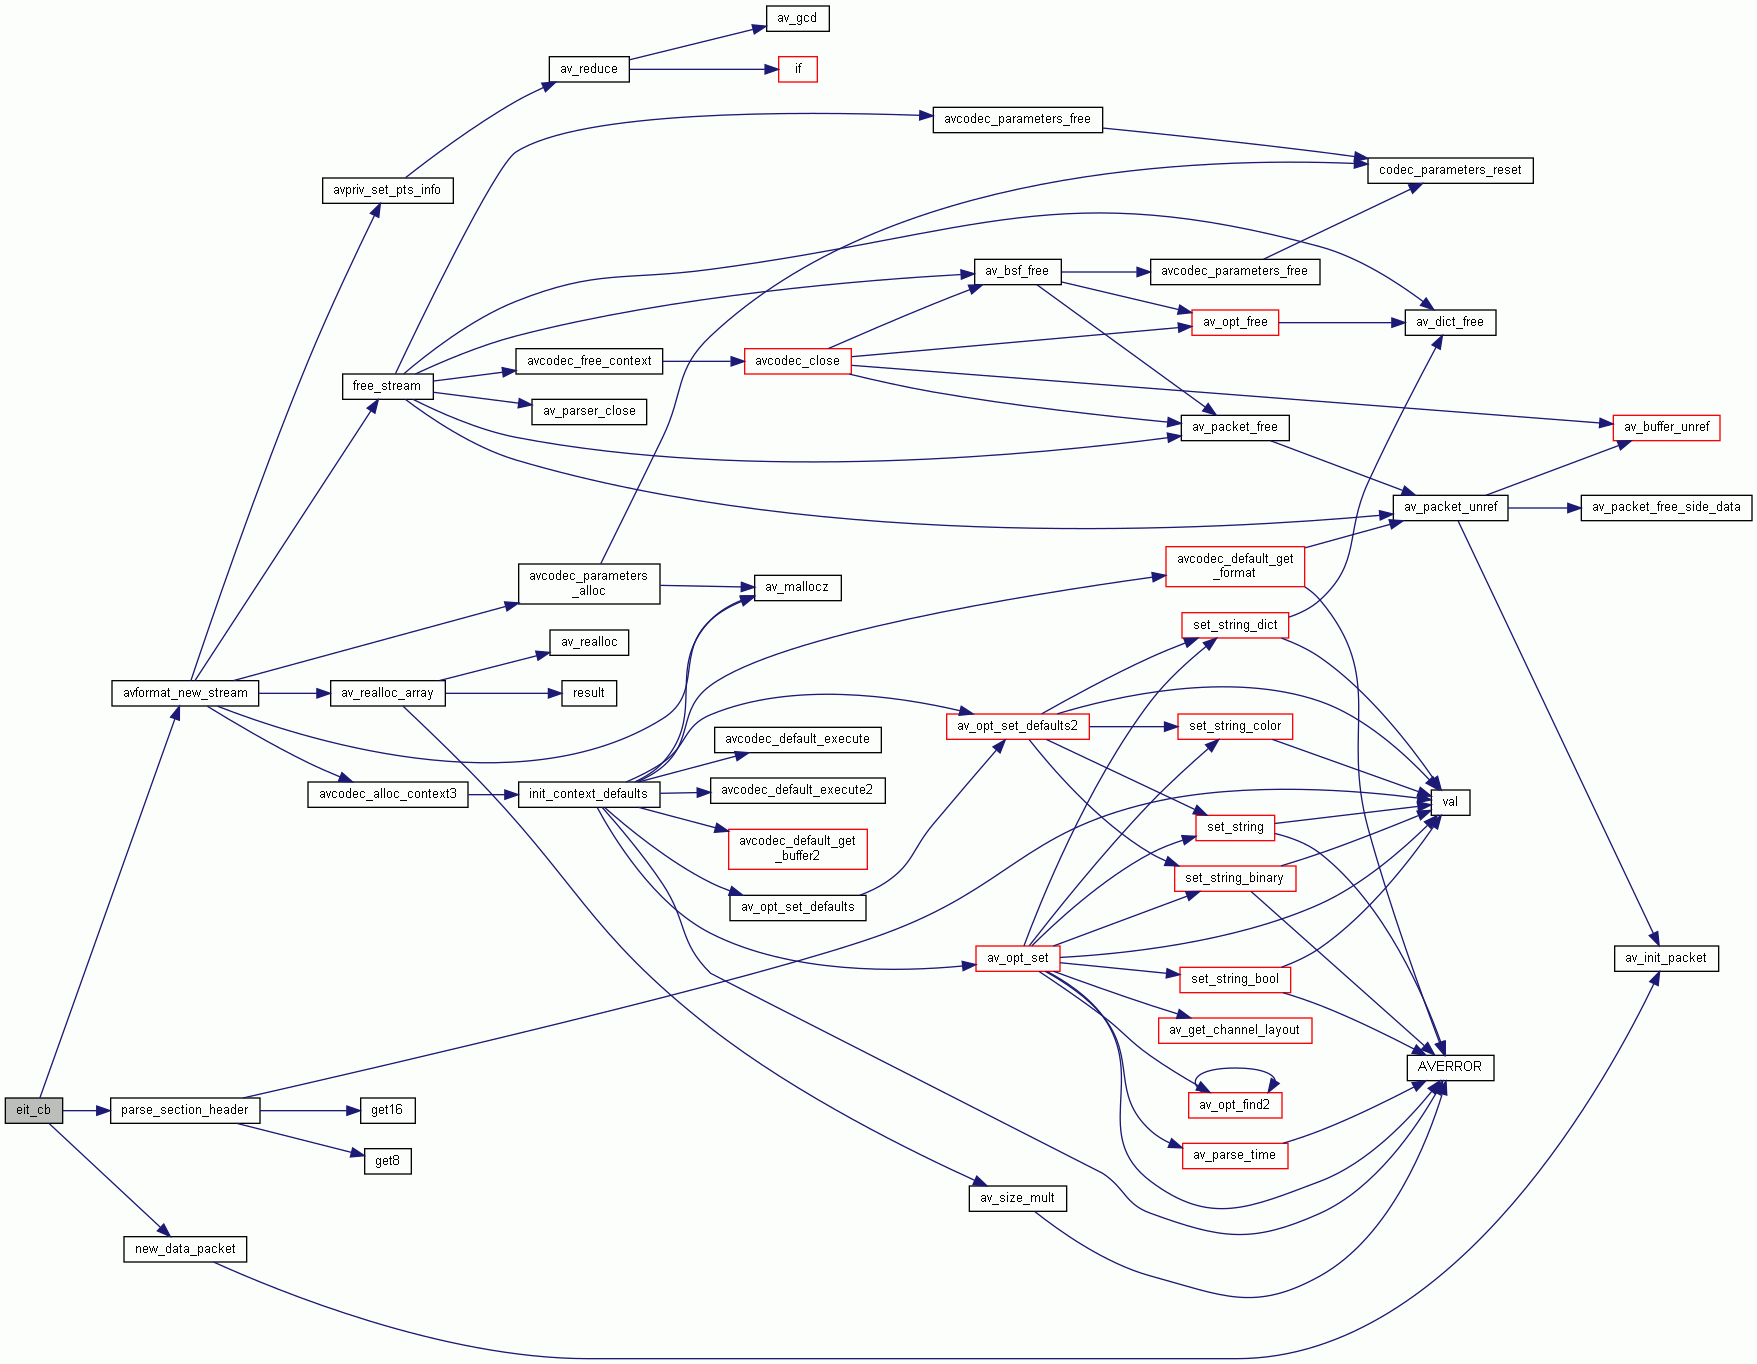 av_gcd
av_reduce
if
avcodec_parameters_free
codec_parameters_reset
avpriv_set_pts_info
av_bsf_free
avcodec_parameters_free
av_opt_free
av_dict_free
avcodec_free_context
avcodec_close
free_stream
av_parser_close
av_packet_free
av_buffer_unref
av_packet_unref
av_packet_free_side_data
avcodec_default_get
_format
avcodec_parameters
_alloc
av_mallocz
set_string_dict
av_realloc
avformat_new_stream
av_realloc_array
result
av_opt_set_defaults2
set_string_color
avcodec_default_execute
avcodec_alloc_context3
init_context_defaults
avcodec_default_execute2
val
set_string
avcodec_default_get
_buffer2
set_string_binary
av_opt_set_defaults
av_opt_set
av_init_packet
set_string_bool
av_get_channel_layout
AVERROR
av_opt_find2
eit_cb
parse_section_header
get16
av_parse_time
get8
av_size_mult
new_data_packet